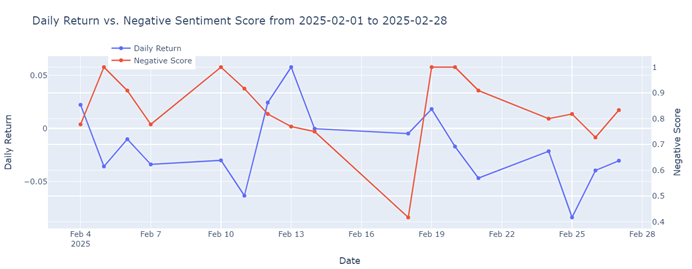 Daily Return vs. Negative Sentiment Score from 2025-02-01 to 2025-02-28
Daily Return
Negative Score
0.05
0
−0.05
1
0.9
0.8
0.7
0.6
0.5
0.4
Daily Return
Negative Score
Feb 4 Feb 7 Feb 10 Feb 13 Feb 16 Feb 19 Feb 22 Feb 25 Feb 28
2025
Date